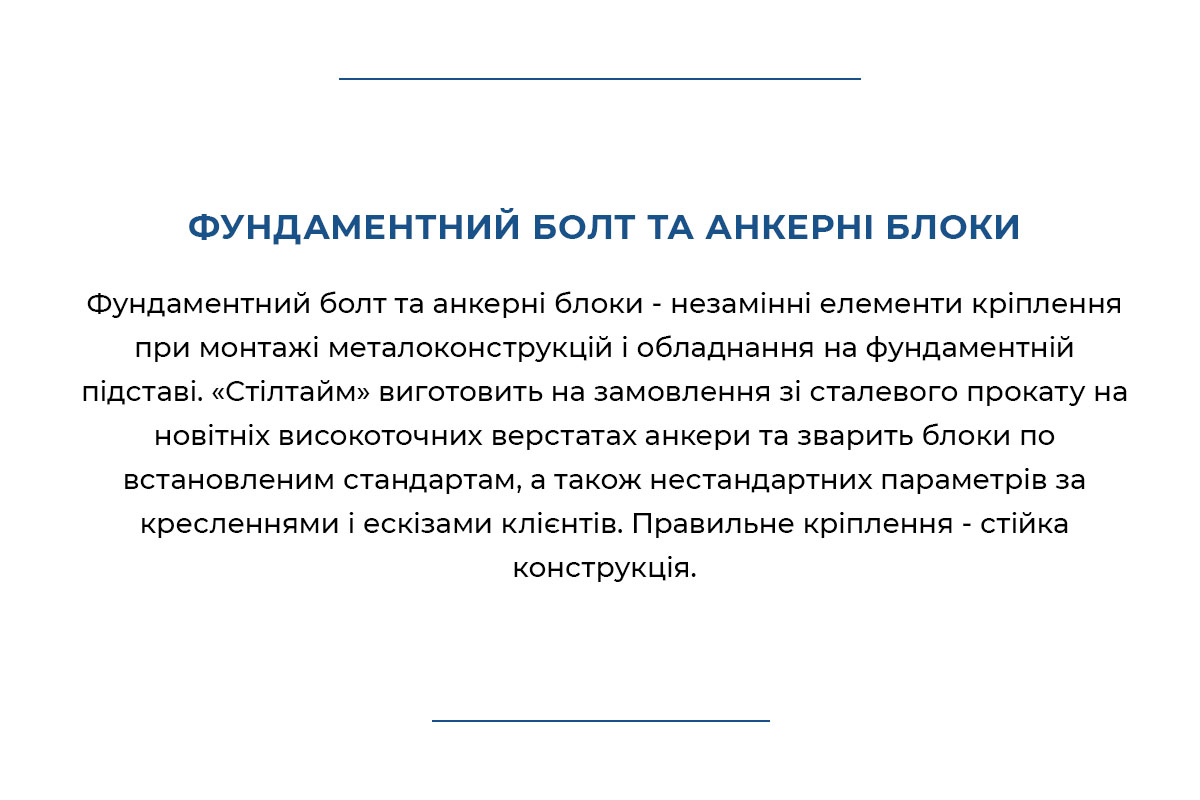 ФУНДАМЕНТНИЙ БОЛТ ТА АНКЕРНІ БЛОКИ
Фундаментний болт та анкерні блоки - незамінні елементи кріплення
при монтажі металоконструкцій і обладнання на фундаментній
підставі. «Стілтайм» виготовить на замовлення зі сталевого прокату на
новітніх високоточних верстатах анкери та зварить блоки по
встановленим стандартам, а також нестандартних параметрів за
кресленнями і ескізами клієнтів. Правильне кріплення - стійка
конструкція.